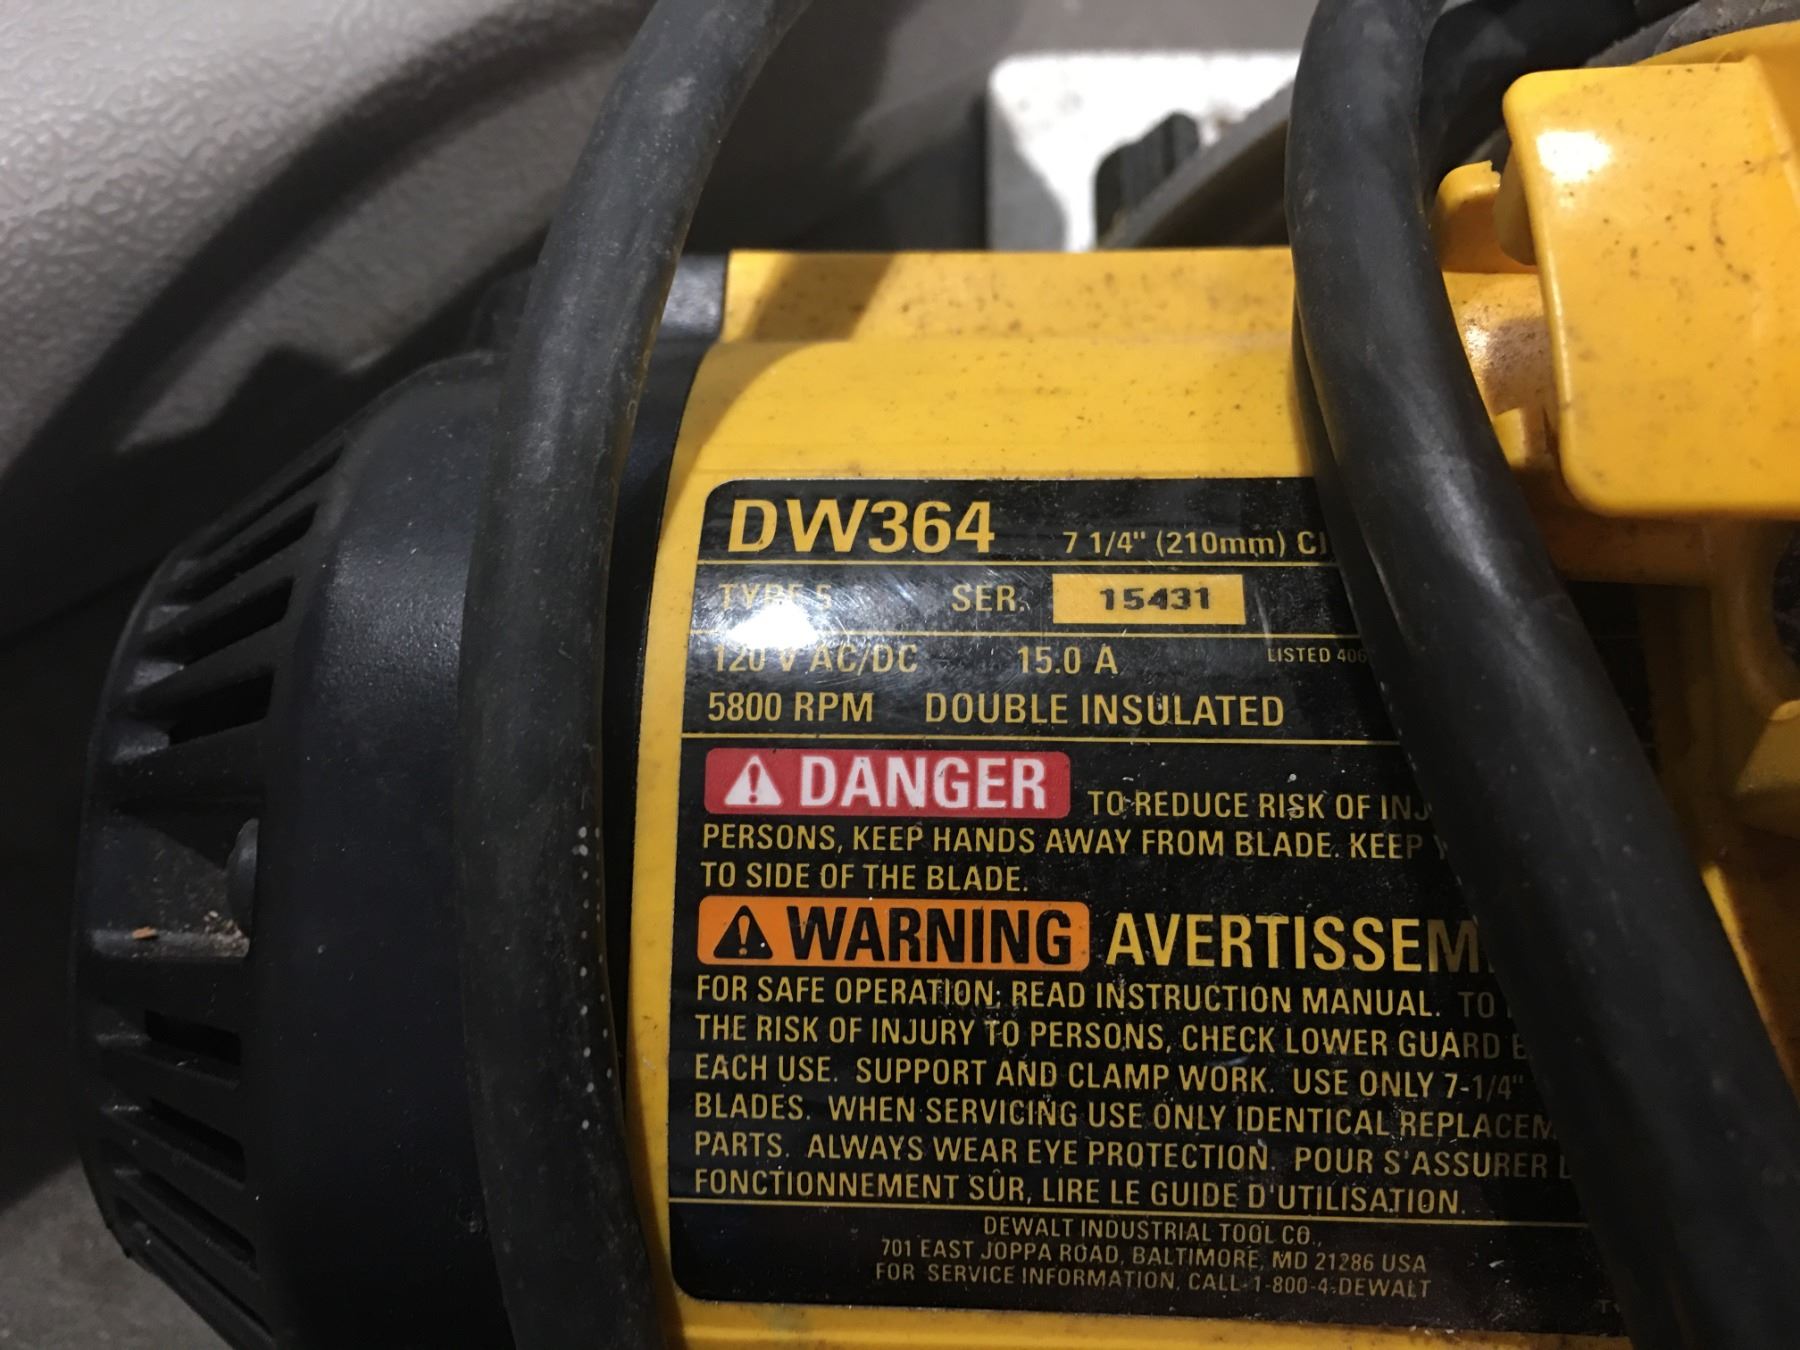 DW364 7 1/4" (210mm)
TYPE 5 SER. 15431
120 V AC/DC 15.0 A LISTED
5800 RPM DOUBLE INSULATED
DANGER TO REDUCE RISK OF
PERSONS, KEEP HANDS AWAY FROM BLADE. KEEP
TO SIDE OF THE BLADE.
WARNING
FOR SAFE OPERATION: READ INSTRUCTION MANUAL. TO
THE RISK OF INJURY TO PERSONS, CHECK LOWER GUARD
EACH USE. SUPPORT AND CLAMP WORK. USE ONLY 7-1/4"
BLADES. WHEN SERVICING USE ONLY IDENTICAL
PARTS. ALWAYS WEAR EYE PROTECTION. POUR S'ASSURER
FONCTIONNEMENT SÛR, LIRE LE GUIDE D'UTILISATION.
DEWALT INDUSTRIAL TOOL CO.,
701 EAST JOPPA ROAD, BALTIMORE, MD 21286 USA
FOR SERVICE INFORMATION, CALL 1-800-4-DEWALT